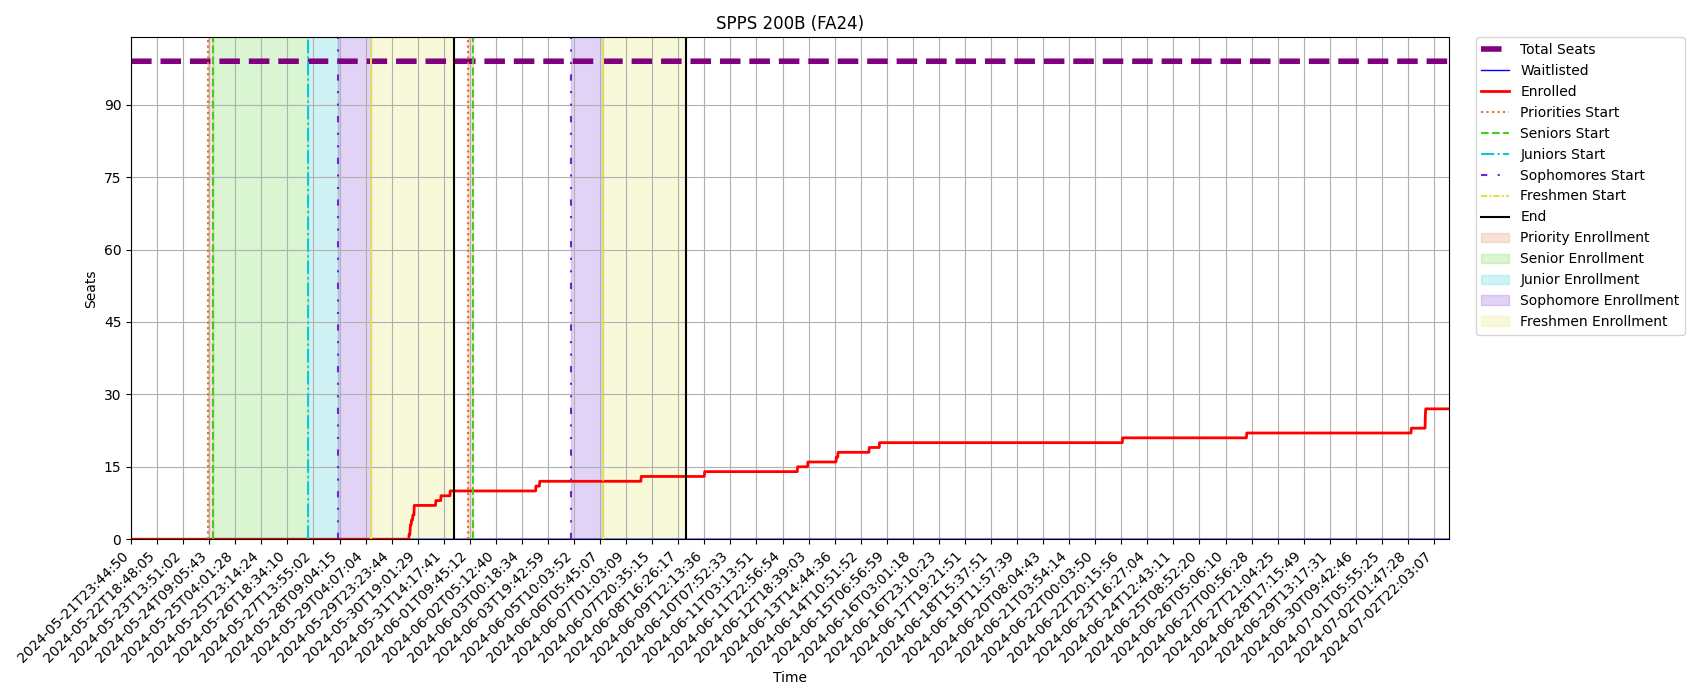 SPPS 200B (FA24)
Seats
90
75
60
45
30
15
0
2024-05-21T23:44:50
2024-05-22T18:48:05
2024-05-23T13:51:02
2024-05-24T09:05:43
2024-05-25T04:01:28
2024-05-25T23:14:24
2024-05-26T18:34:10
2024-05-27T13:55:02
2024-05-28T09:04:15
2024-05-29T04:07:04
2024-05-29T23:23:44
2024-05-30T19:01:29
2024-05-31T14:17:41
2024-06-01T09:45:12
2024-06-02T05:12:40
2024-06-03T00:18:34
2024-06-03T19:42:59
2024-06-05T10:03:52
2024-06-06T05:45:07
2024-06-07T01:03:09
2024-06-07T20:35:15
2024-06-08T16:26:17
2024-06-09T12:13:36
2024-06-10T07:52:33
2024-06-11T03:13:51
2024-06-11T22:56:54
2024-06-12T18:39:03
2024-06-13T14:44:36
2024-06-14T10:51:52
2024-06-15T06:56:59
2024-06-16T03:01:18
2024-06-16T23:10:23
2024-06-17T19:21:51
2024-06-18T15:37:51
2024-06-19T11:57:39
2024-06-20T08:04:43
2024-06-21T03:54:14
2024-06-22T00:03:50
2024-06-22T20:15:56
2024-06-23T16:27:04
2024-06-24T12:43:11
2024-06-25T08:52:20
2024-06-26T05:06:10
2024-06-27T00:56:28
2024-06-27T21:04:25
2024-06-28T17:15:49
2024-06-29T13:17:31
2024-06-30T09:42:46
2024-07-01T05:55:25
2024-07-02T01:47:28
2024-07-02T22:03:07
Time
Total Seats
Waitlisted
Enrolled
Priorities Start
Seniors Start
Juniors Start
Sophomores Start
Freshmen Start
End
Priority Enrollment
Senior Enrollment
Junior Enrollment
Sophomore Enrollment
Freshmen Enrollment